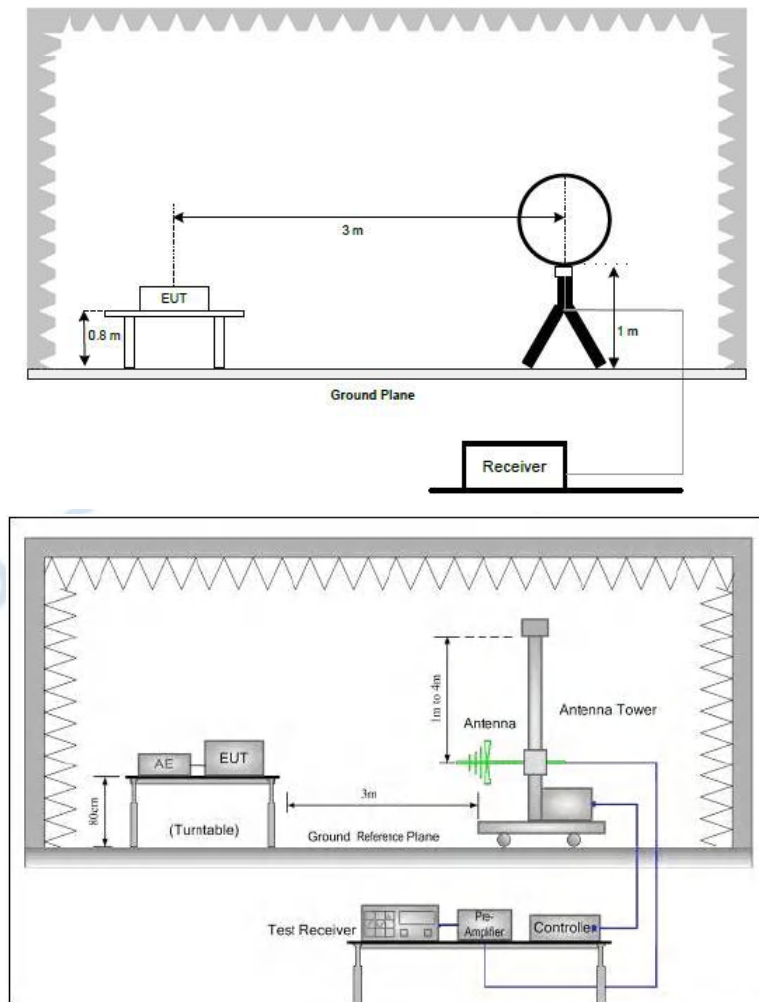 3 m
EUT
0.8 m
1 m
Ground Plane
Receiver
1m to 4m
Antenna
Antenna Tower
AE
EUT
3m
80cm
(Turntable)
Ground Reference Plane
Test Receiver
Pre-
Amplifier
Controlle